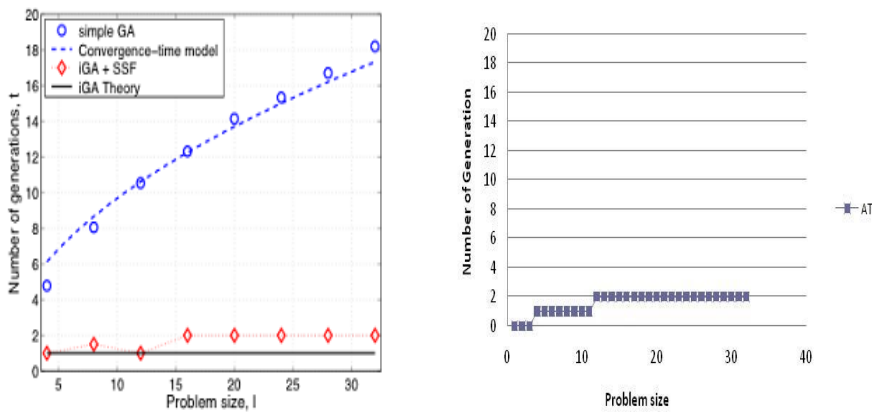 20
18
16
14
12
10
8
6
4
2
0
Number of generations, t
simple GA
Convergence-time model
iGA + SSF
iGA Theory
5 10 15 20 25 30
Problem size, l
20
18
16
14
12
10
8
6
4
2
0
Number of Generation
AT
0 10 20 30 40
Problem size